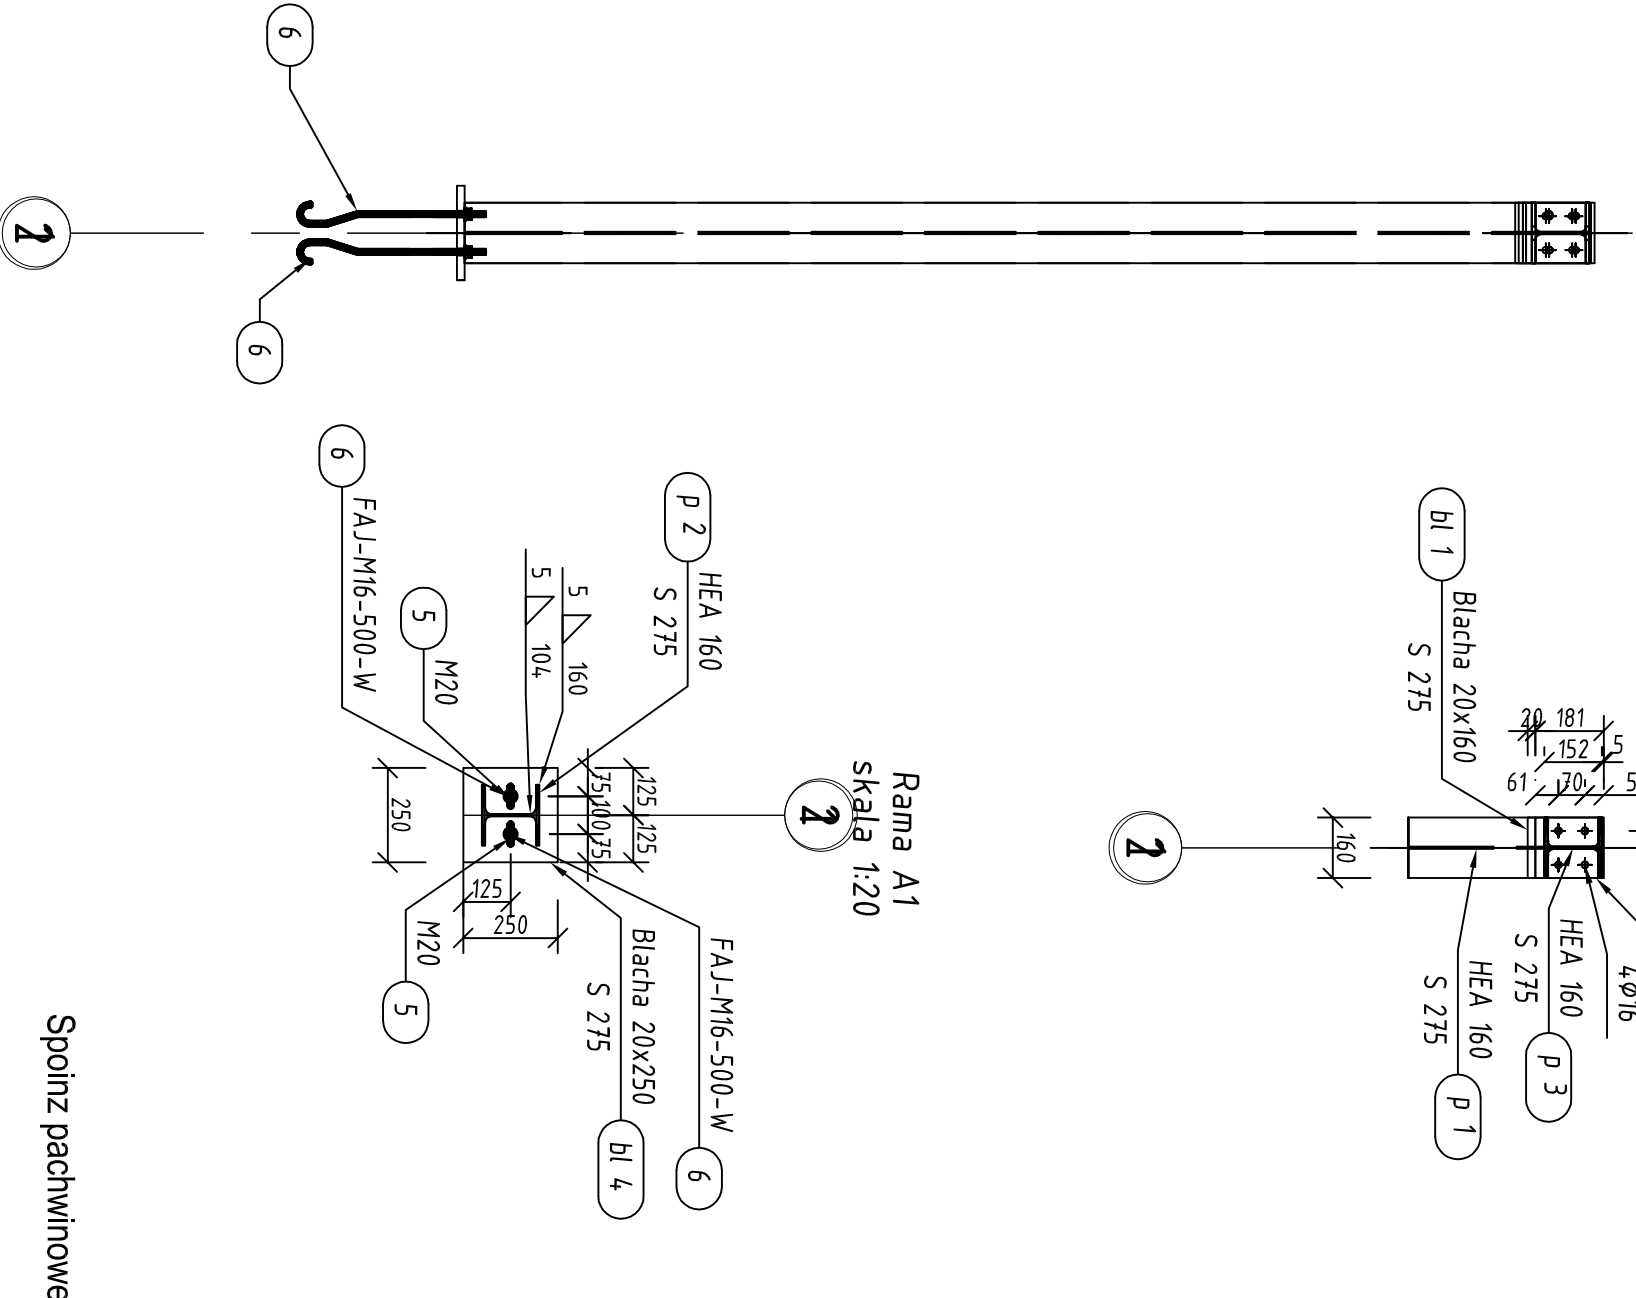 6
6
2
Rama A1
skala 1:20
2
p 2
HEA 160
S 275
5
160
5
104
6
FAJ-M16-500-W
5
M20
125
125
75
100
75
250
125
250
M20
5
FAJ-M16-500-W
6
Blacha 20x250
S 275
bl 4
bl 1
Blacha 20x160
S 275
20
181
152
5
61
70
5
160
2
4ø16
HEA 160
S 275
p 3
HEA 160
S 275
p 1
Spoinz pachwinowe